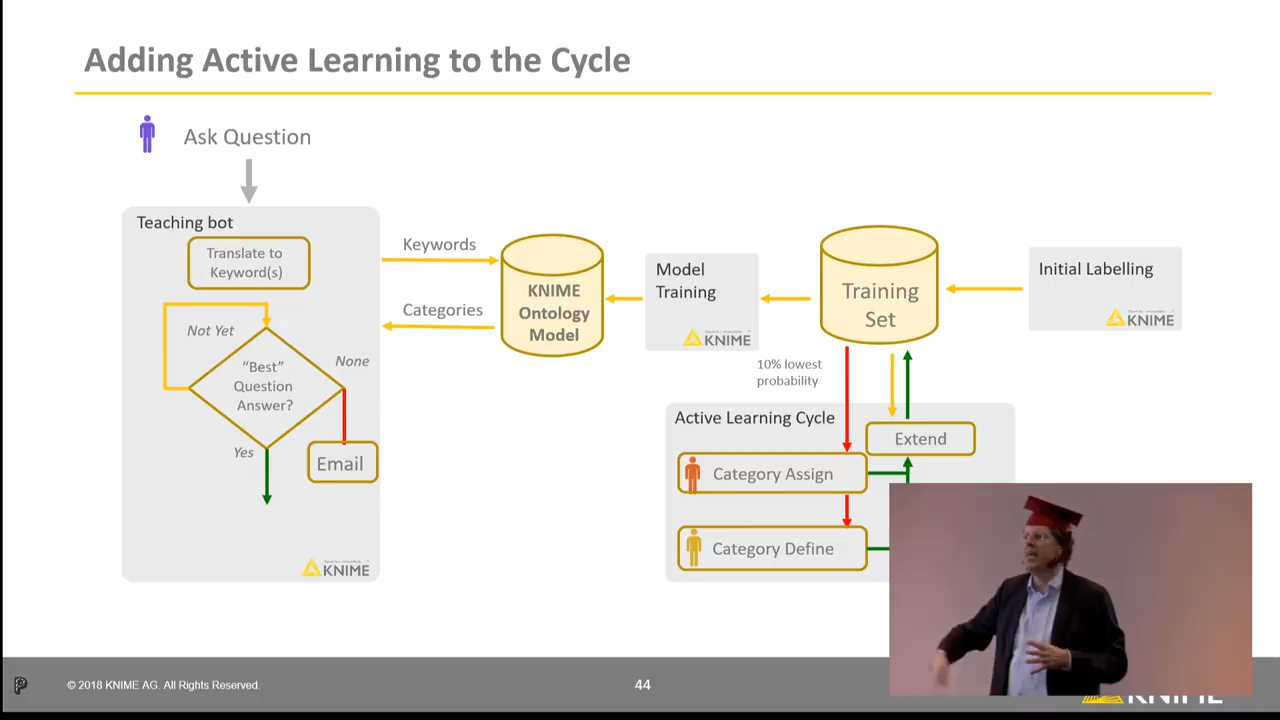 Adding Active Learning to the Cycle
Ask Question
Teaching bot
Translate to
Keyword(s)
Not Yet
"Best"
Question
Answer?
None
Yes
Email
KNIME
Keywords
Categories
KNIME
Ontology
Model
Model
Training
KNIME
Training
Set
Initial Labelling
KNIME
10% lowest
probability
Active Learning Cycle
Extend
Category Assign
Category Define
© 2018 KNIME AG. All Rights Reserved.
44
KNIME